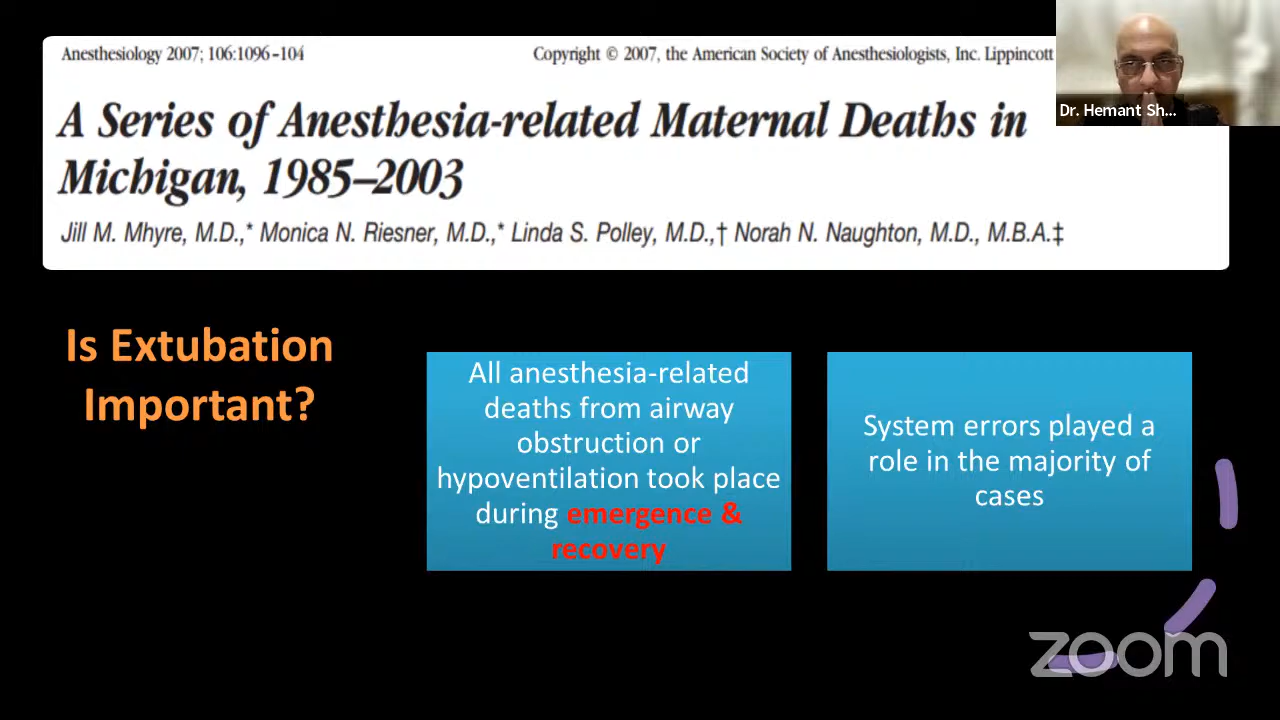 Anesthesiology 2007; 106:1096–104
Copyright © 2007, the American Society of Anesthesiologists, Inc. Lippincott
A Series of Anesthesia-related Maternal Deaths in
Michigan, 1985–2003
Jill M. Mhyre, M.D.,* Monica N. Riesner, M.D.,* Linda S. Polley, M.D.,† Norah N. Naughton, M.D., M.B.A.‡
Dr. Hemant Sh...
Is Extubation
Important?
All anesthesia-related
deaths from airway
obstruction or
hypoventilation took place
during emergence &
recovery
System errors played a
role in the majority of
cases
zoom